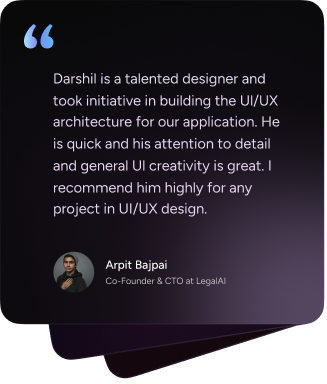 “
Darshil is a talented designer and
took initiative in building the UI/UX
architecture for our application. He
is quick and his attention to detail
and general UI creativity is great. I
recommend him highly for any
project in UI/UX design.
Arpit Bajpai
Co-Founder & CTO at LegalAI